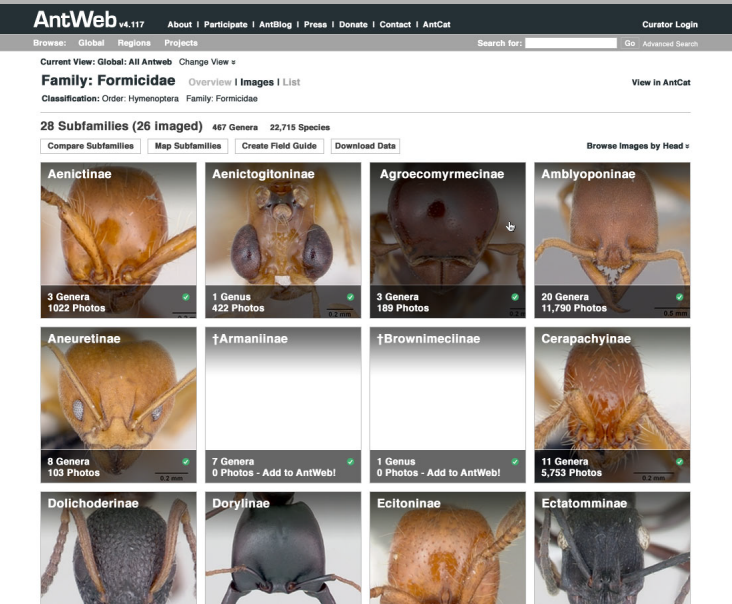 AntWeb v4.117
About | Participate | AntBlog | Press | Donate | Contact | AntCat
Curator Login
Browse: Global Regions Projects
Search for: Go Advanced Search
Current View: Global: All Antweb Change View
Family: Formicidae Overview | Images | List
View in AntCat
Classification: Order: Hymenoptera Family: Formicidae
28 Subfamilies (26 imaged) 467 Genera 22,715 Species
Compare Subfamilies Map Subfamilies Create Field Guide Download Data
Browse Images by Head
Aenictinae
3 Genera
1022 Photos
Aenictogitoninae
1 Genus
422 Photos
0.2 mm
Agroecomyrmecinae
3 Genera
189 Photos
Amblyoponinae
20 Genera
11,790 Photos
0.5 mm
Aneuretinae
8 Genera
103 Photos
0.2 mm
†Armaniinae
7 Genera
0 Photos - Add to AntWeb!
†Brownimeciinae
1 Genus
0 Photos - Add to AntWeb!
Cerapachyinae
11 Genera
5,753 Photos
0.2 mm
Dolichoderinae
Dorylinae
Ecitoninae
Ectatomminae